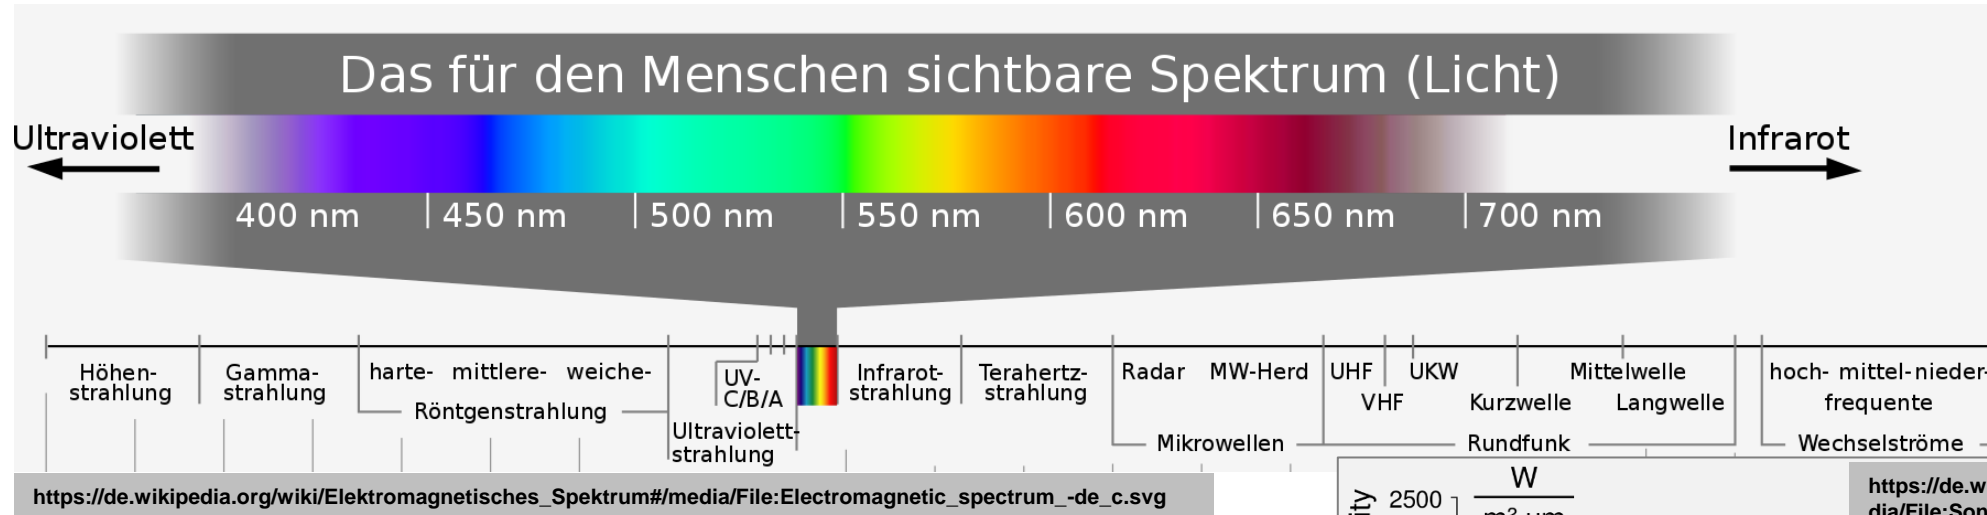 Das für den Menschen sichtbare Spektrum (Licht)
Ultraviolett
Infrarot
400 nm 450 nm 500 nm 550 nm 600 nm 650 nm 700 nm
Höhen-
strahlung
Gamma-
strahlung
harte- mittlere- weiche-
Röntgenstrahlung
UV-
C/B/A
Ultraviolett-
strahlung
Infrarot-
strahlung
Terahertz-
strahlung
Radar MW-Herd
Mikrowellen
UHF UKW Mittelwelle
VHF Kurzwelle Langwelle
Rundfunk
hoch- mittel- nieder-
frequente
Wechselströme
https://de.wikipedia.org/wiki/Elektromagnetisches_Spektrum#/media/File:Electromagnetic_spectrum_-de_c.svg
2500
W
https://de.w